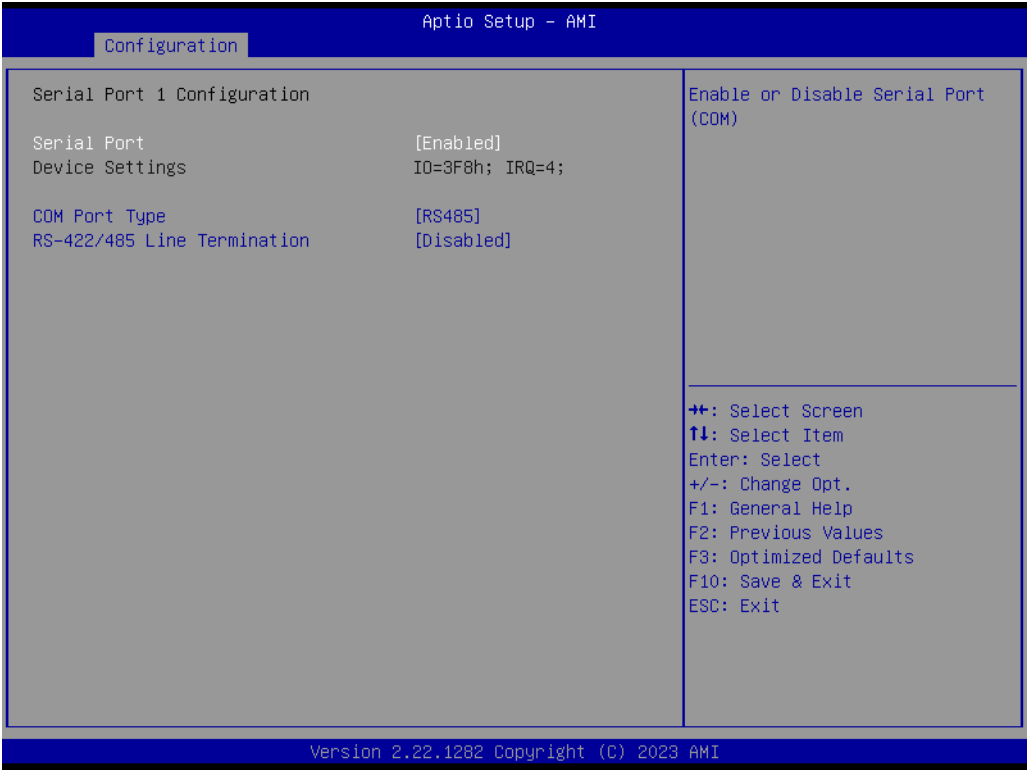 Aptio Setup - AMI
Configuration
Serial Port 1 Configuration
Serial Port [Enabled]
Device Settings IO=3F8h; IRQ=4;
COM Port Type [RS485]
RS-422/485 Line Termination [Disabled]
Enable or Disable Serial Port
(COM)
→←: Select Screen
↑↓: Select Item
Enter: Select
+/-: Change Opt.
F1: General Help
F2: Previous Values
F3: Optimized Defaults
F10: Save & Exit
ESC: Exit
Version 2.22.1282 Copyright (C) 2023 AMI